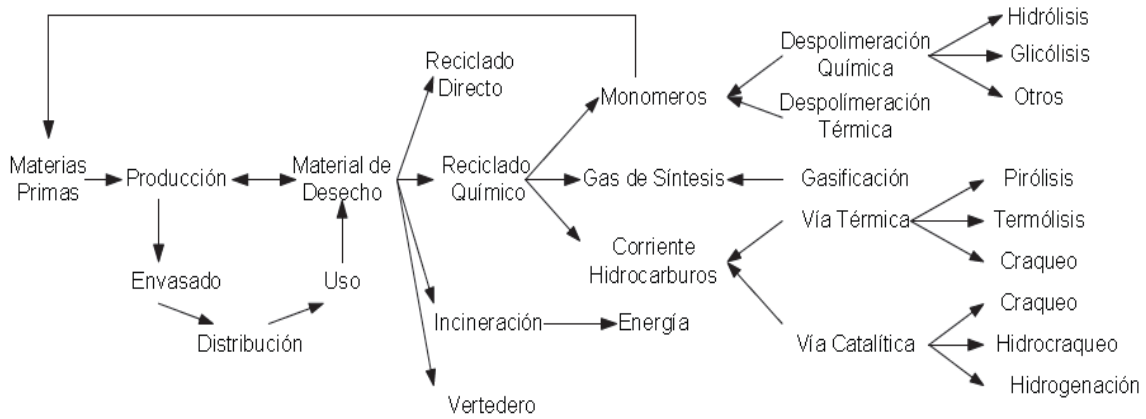 Reciclado
Directo
Despolimeración
Química
Hidrólisis
Glicólisis
Otros
Monomeros
Despolímeración
Térmica
Materias
Primas
Producción
Material de
Desecho
Reciclado
Químico
Gas de Síntesis
Gasificación
Pirólisis
Vía Térmica
Termólisis
Craqueo
Corriente
Hidrocarburos
Envasado
Uso
Distribución
Incineración
Energía
Vía Catalítica
Craqueo
Hidrocraqueo
Hidrogenación
Vertedero